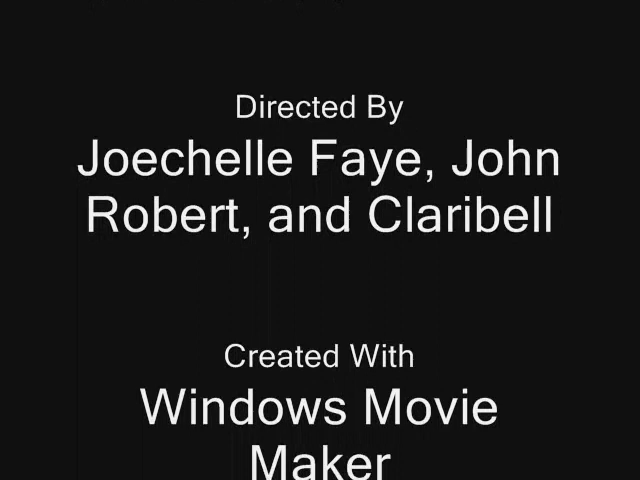 Directed By
Joechelle Faye, John
Robert, and Claribell
Created With
Windows Movie
Maker